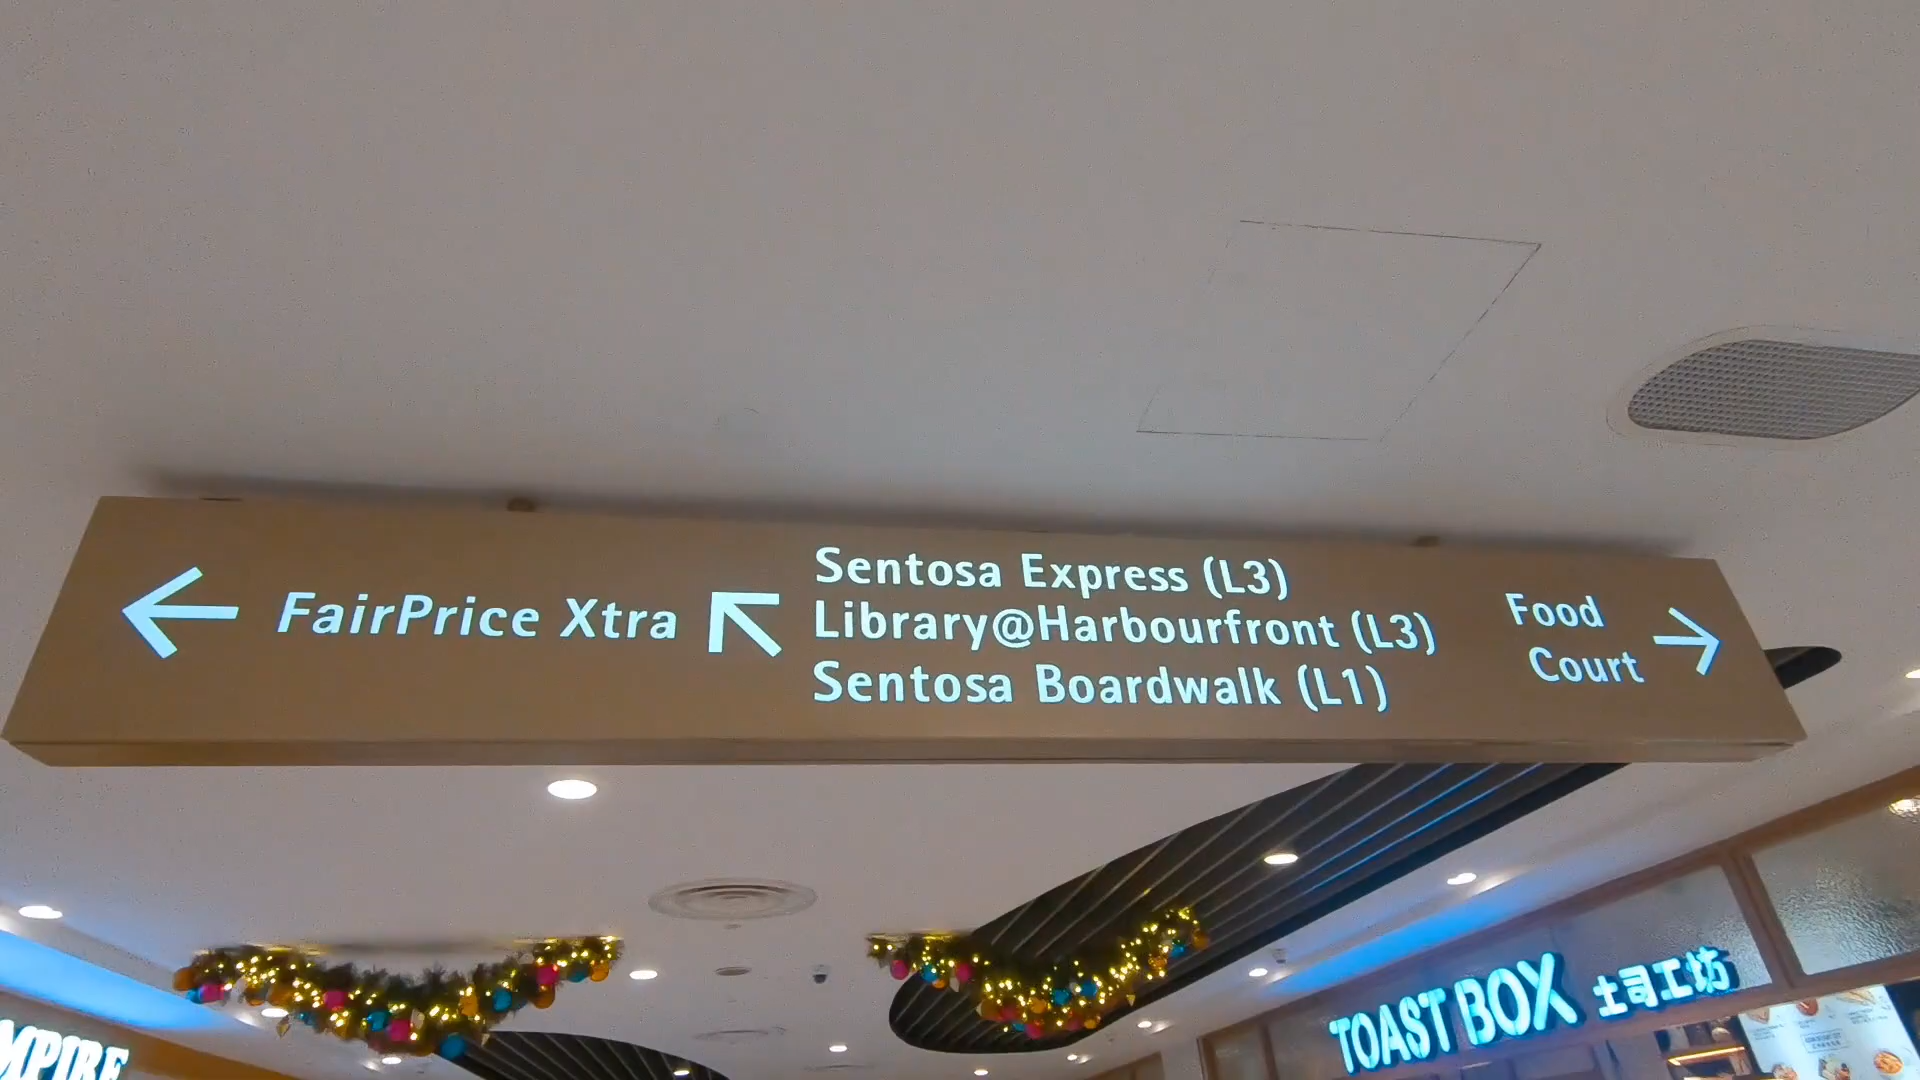 FairPrice Xtra
Sentosa Express (L3)
Library@Harbourfront (L3)
Sentosa Boardwalk (L1)
Food
Court
TOAST BOX 土司工坊
MPIRE